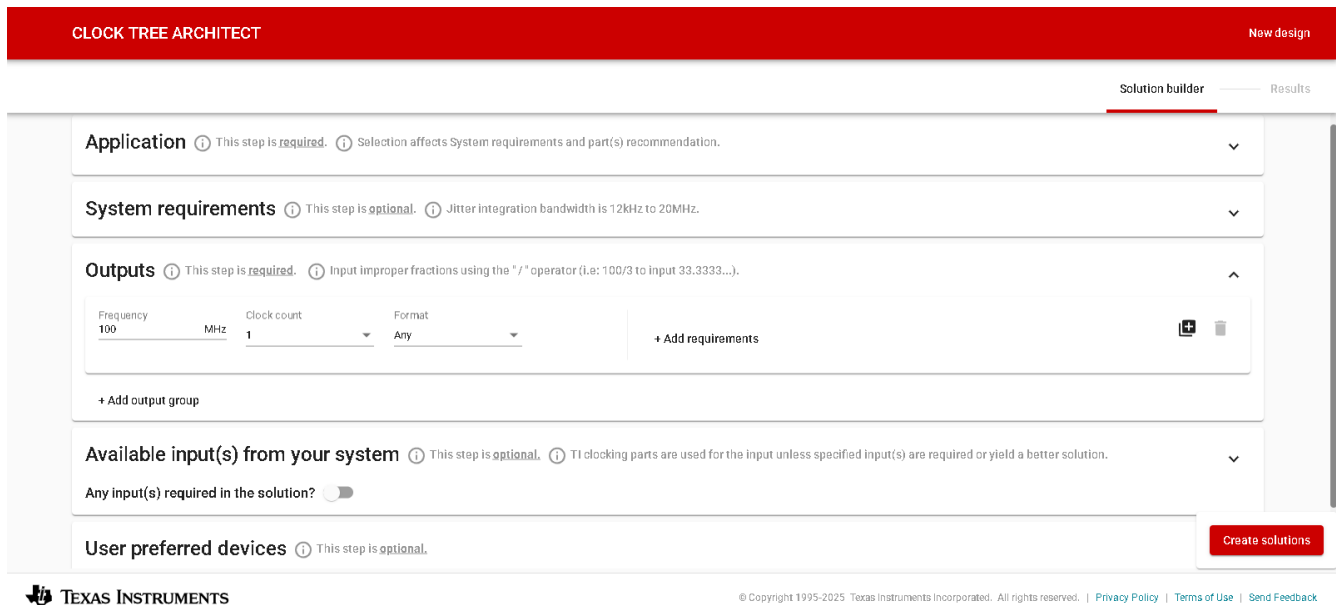 CLOCK TREE ARCHITECT
New design
Solution builder
Results
Application This step is required. Selection affects System requirements and part(s) recommendation.
System requirements This step is optional. Jitter integration bandwidth is 12kHz to 20MHz.
Outputs This step is required. Input improper fractions using the "/" operator (i.e: 100/3 to input 33.3333...).
Frequency Clock count Format
100 MHz 1 Any
+ Add requirements
+ Add output group
Available input(s) from your system This step is optional. TI clocking parts are used for the input unless specified input(s) are required or yield a better solution.
Any input(s) required in the solution?
User preferred devices This step is optional.
Create solutions
TEXAS INSTRUMENTS
© Copyright 1995-2025 Texas Instruments Incorporated. All rights reserved. | Privacy Policy | Terms of Use | Send Feedback